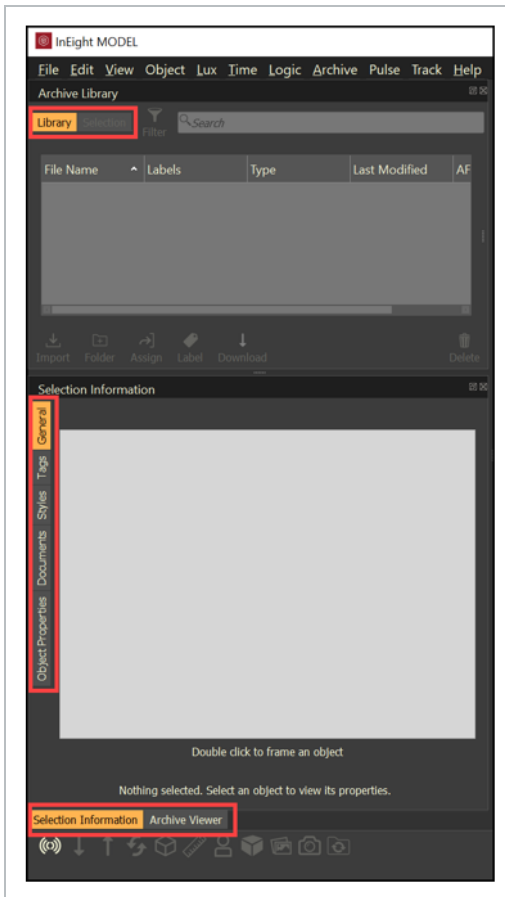 InEight MODEL
File Edit View Object Lux Time Logic Archive Pulse Track Help
Archive Library
Library Selection Filter Search
File Name Labels Type Last Modified AF
Import Folder Assign Label Download Delete
Selection Information
General
Tags
Styles
Documents
Object Properties
Double click to frame an object
Nothing selected. Select an object to view its properties.
Selection Information Archive Viewer